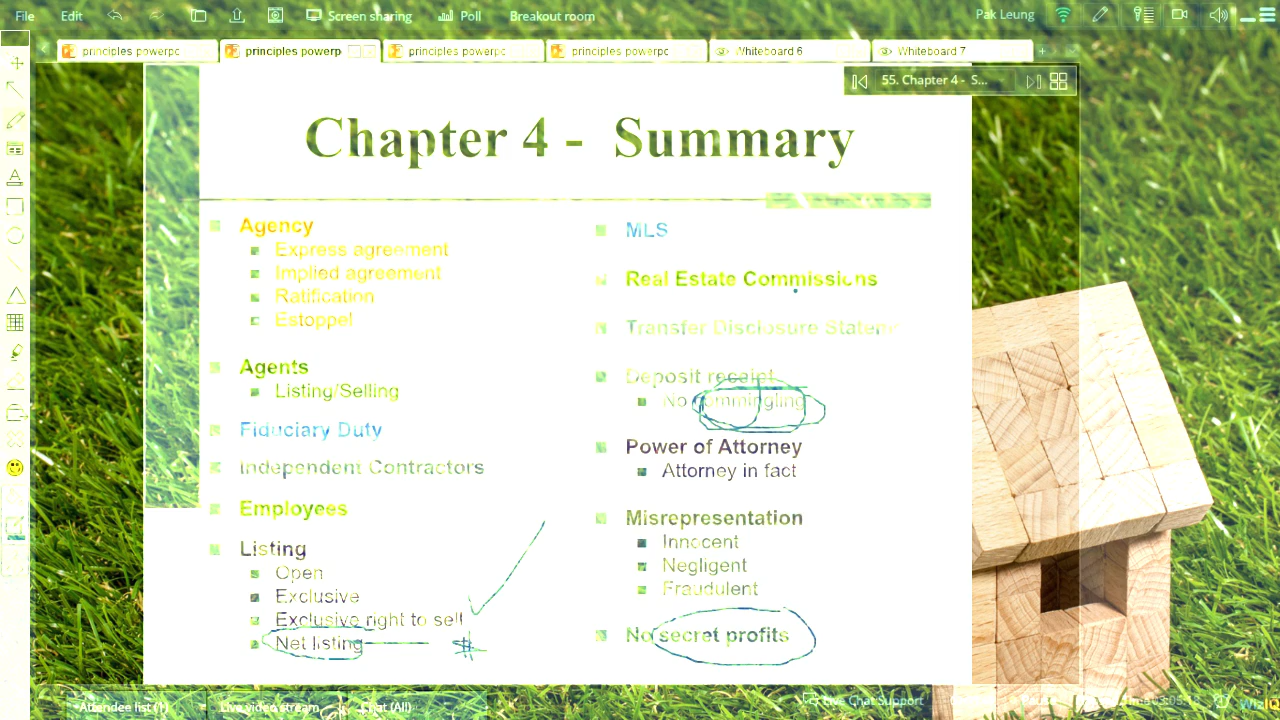 File Edit Screen sharing Poll Breakout room Pak Leung
principles powerpc principles powerp principles powerpc principles powerpc Whiteboard 6 Whiteboard 7
55. Chapter 4 - S...
Chapter 4 - Summary
Agency
Express agreement
Implied agreement
Ratification
Estoppel
Agents
Listing/Selling
Fiduciary Duty
Independent Contractors
Employees
Listing
Open
Exclusive
Exclusive right to sell
Net listing
MLS
Real Estate Commissions
Transfer Disclosure Statem
Deposit receipt
No commingling
Power of Attorney
Attorney in fact
Misrepresentation
Innocent
Negligent
Fraudulent
No secret profits
Attendee list (1) Live video stream Chat (All) Live Chat Support